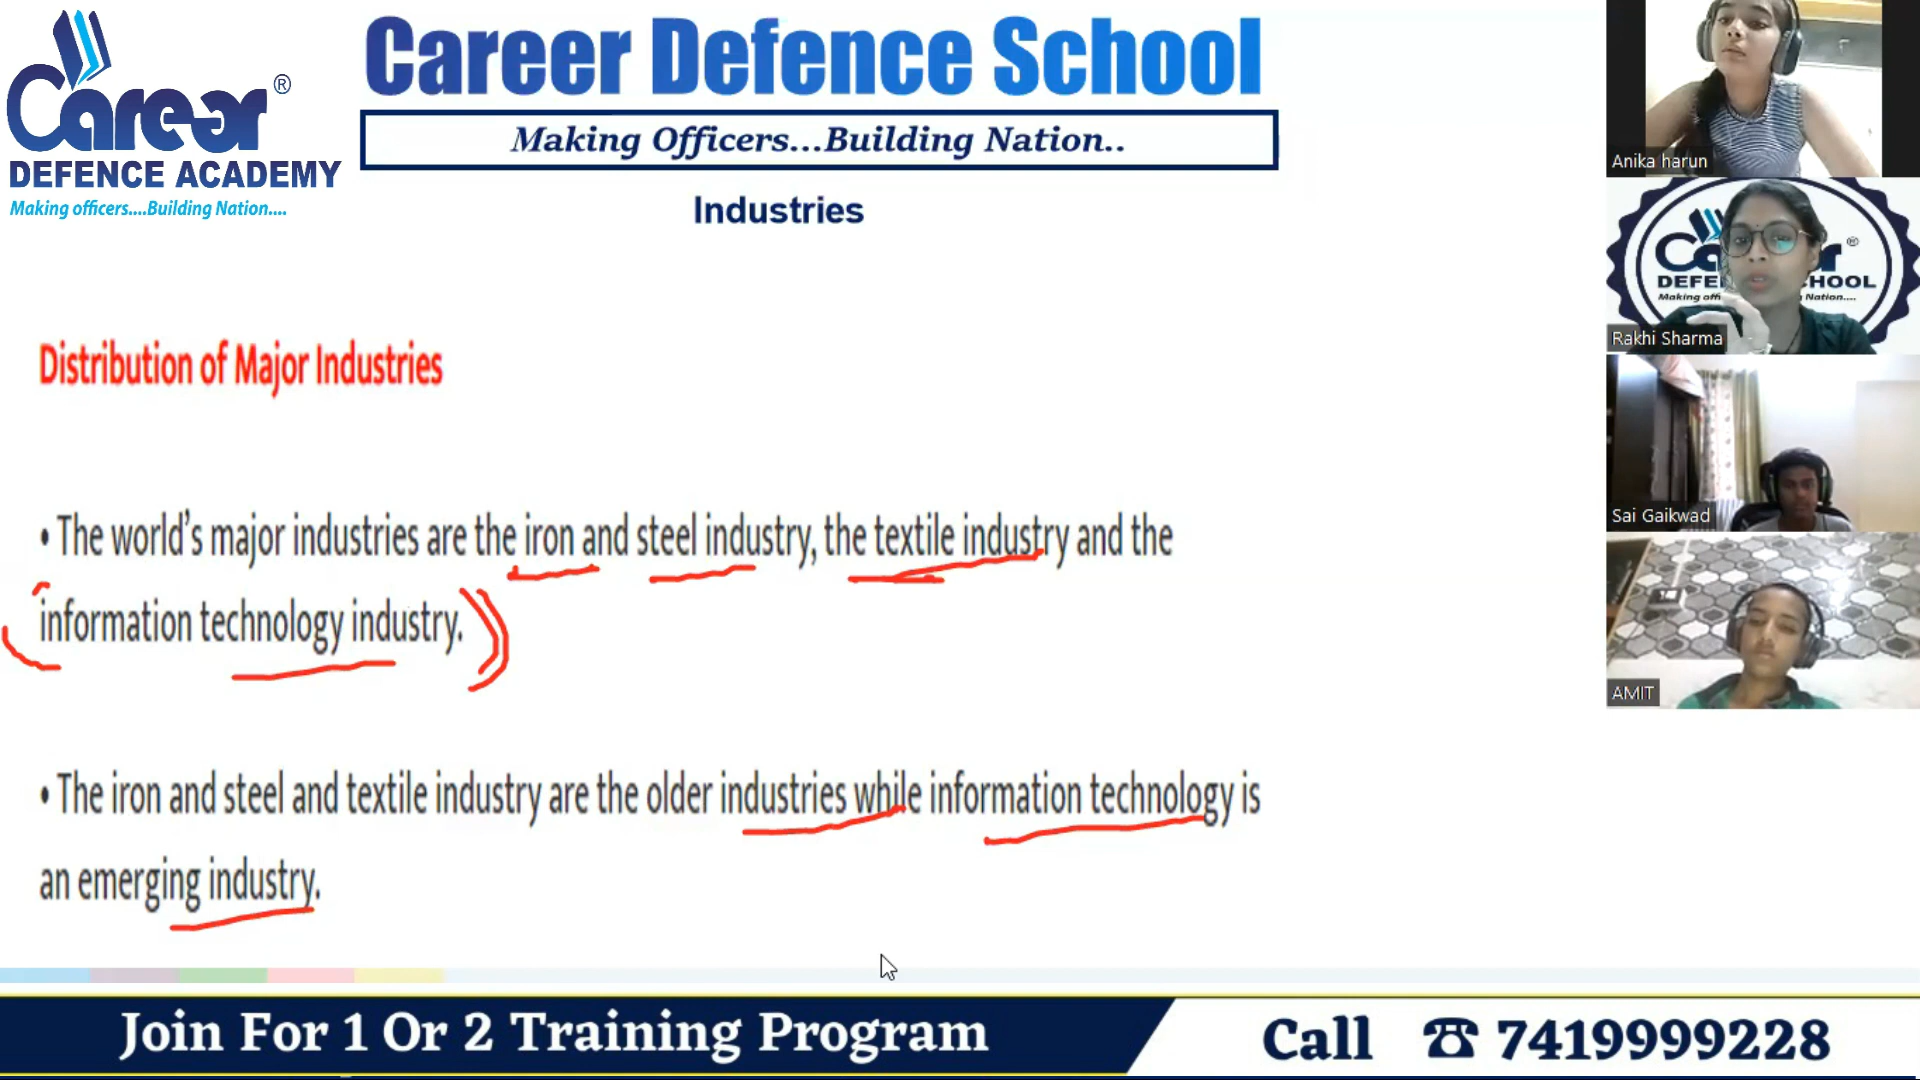 Career®
DEFENCE ACADEMY
Making officers....Building Nation....
Career Defence School
Making Officers...Building Nation..
Industries
Distribution of Major Industries
• The world's major industries are the iron and steel industry, the textile industry and the
information technology industry.
• The iron and steel and textile industry are the older industries while information technology is
an emerging industry.
Join For 1 Or 2 Training Program
Call ☎ 7419999228
Anika harun
Rakhi Sharma
Sai Gaikwad
AMIT